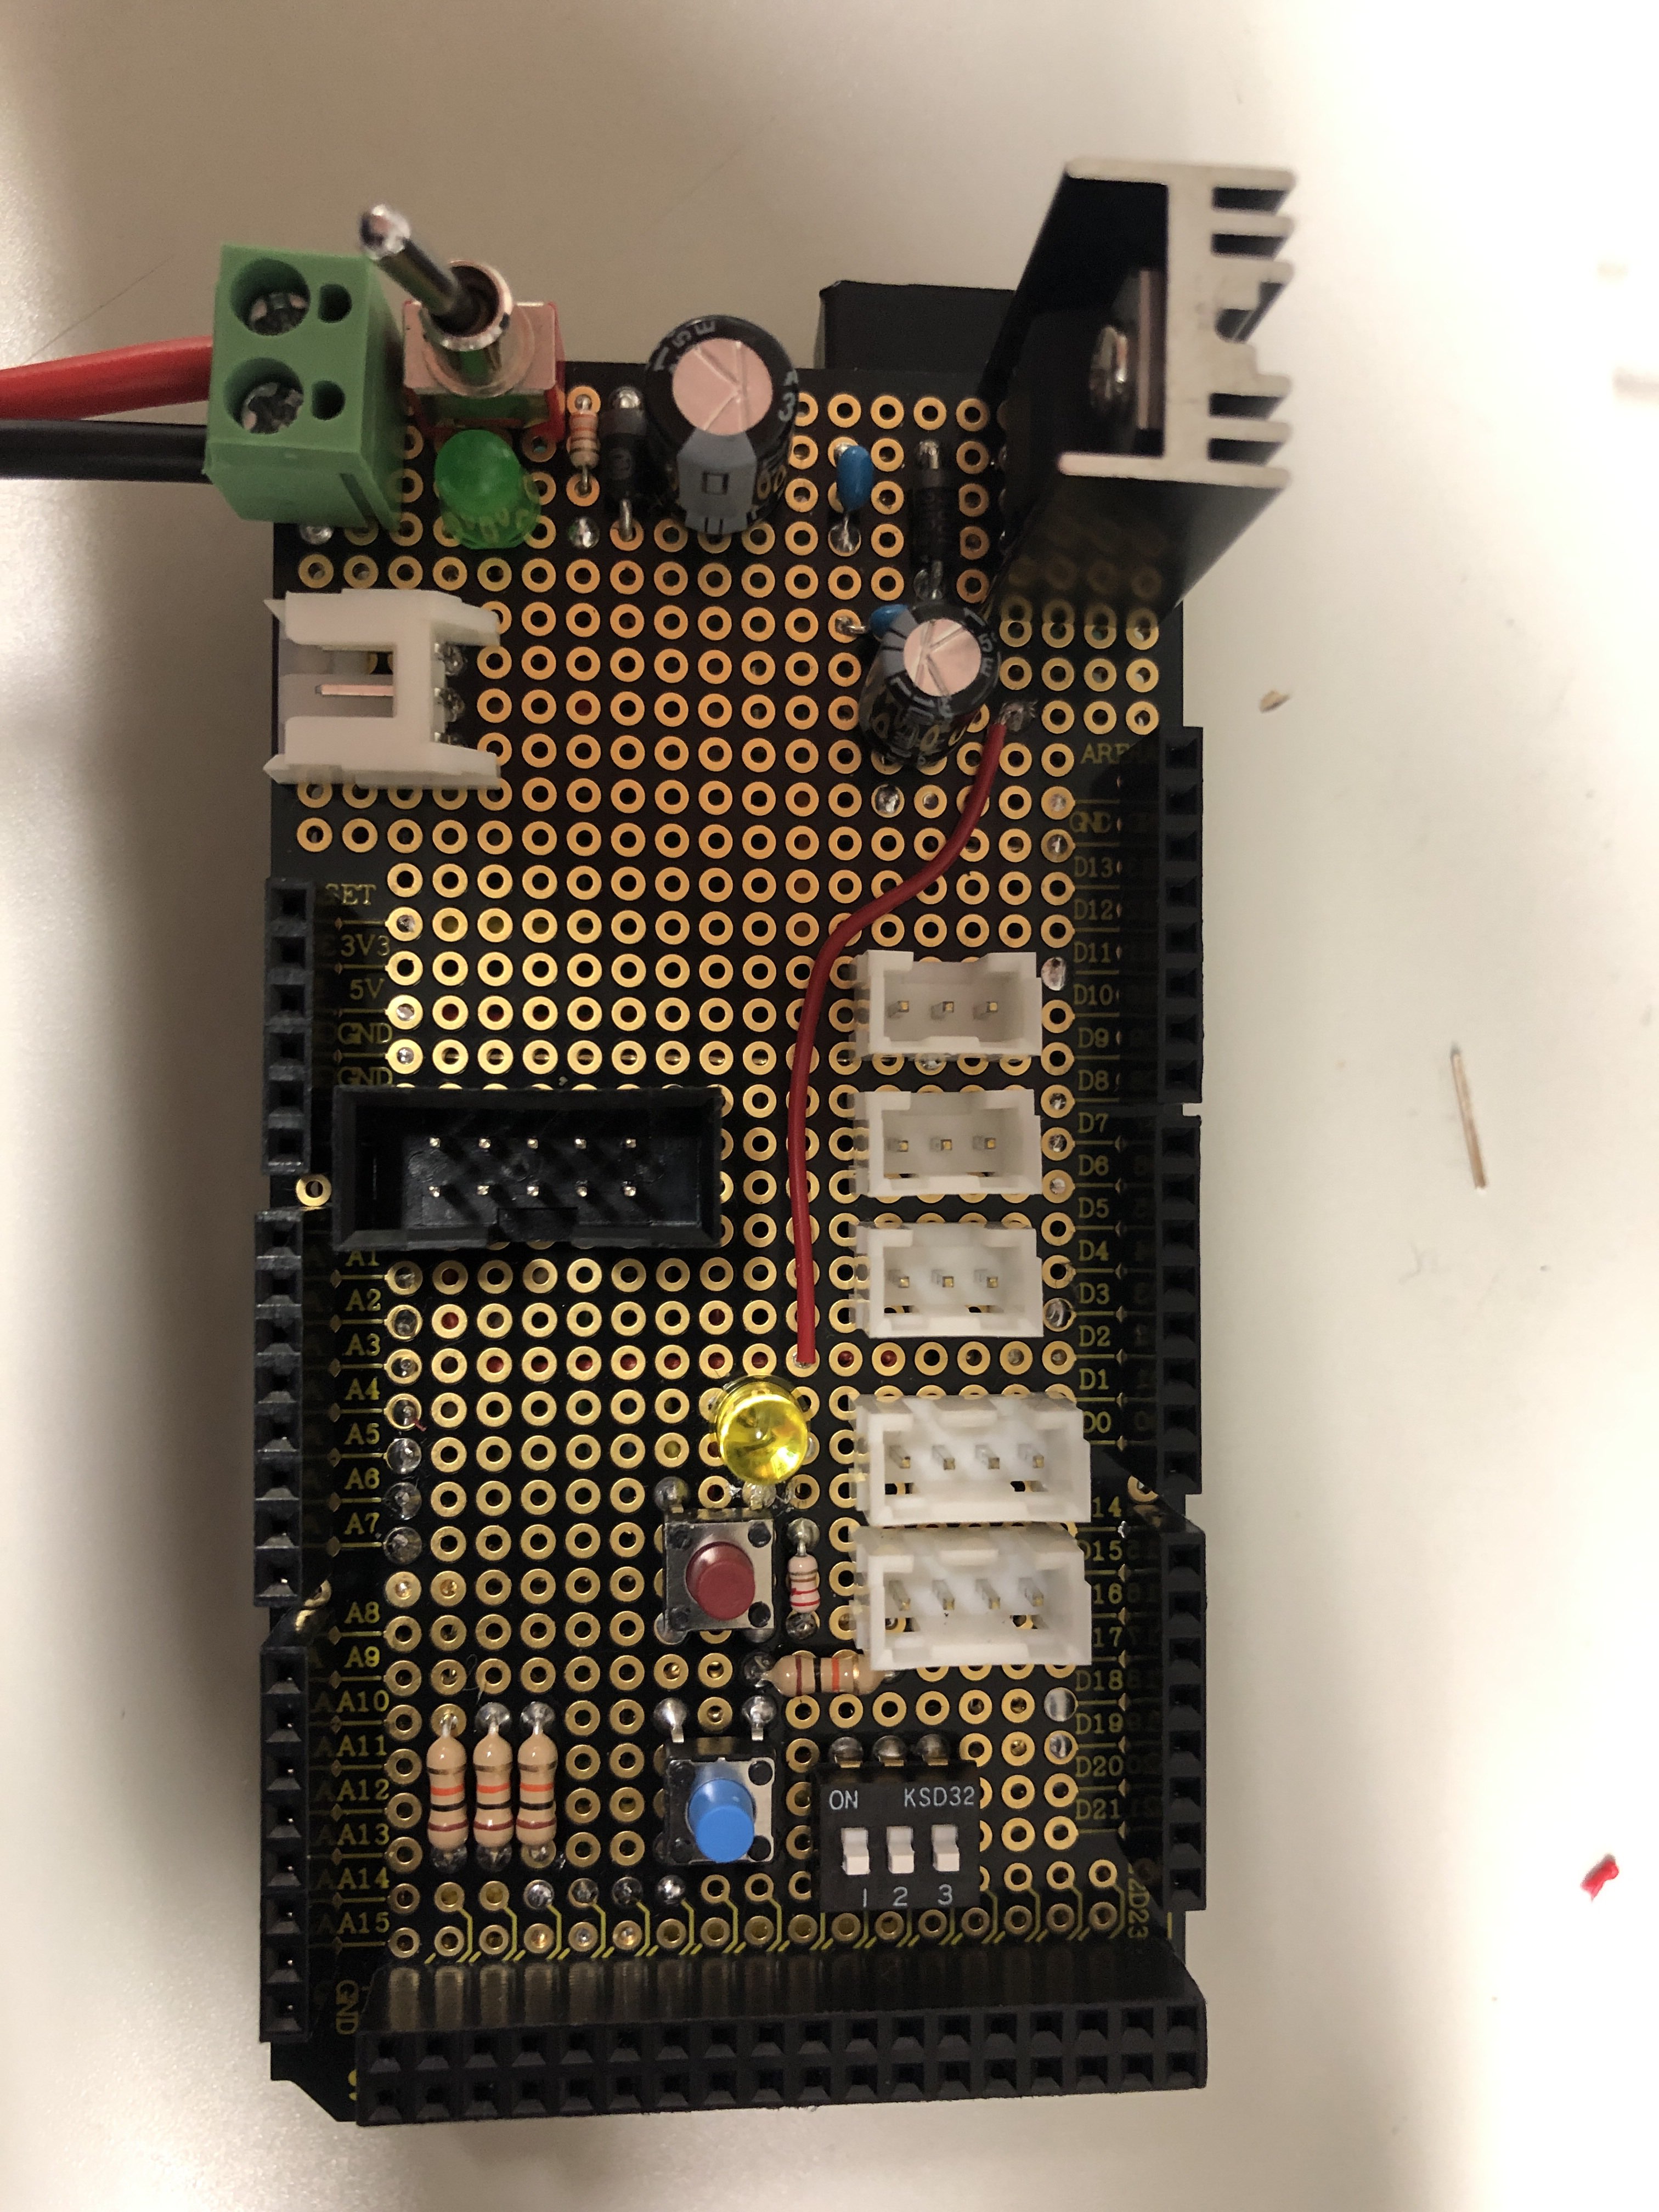 AREF
GND
D13
D12
D11
D10
D9
D8
D7
D6
D5
D4
D3
D2
D1
D0
14
D15
16
17
D18
D19
D20
D21
D23
SET
3V3
5V
GND
GND
A1
A2
A3
A4
A5
A6
A7
A8
A9
A10
A11
A12
A13
A14
A15
GND
ON KSD32
1 2 3